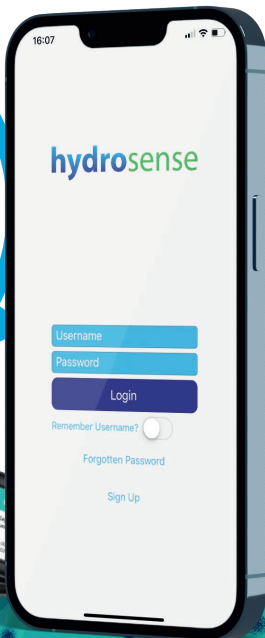 16:07
hydrosense
Username
Password
Login
Remember Username?
Forgotten Password
Sign Up